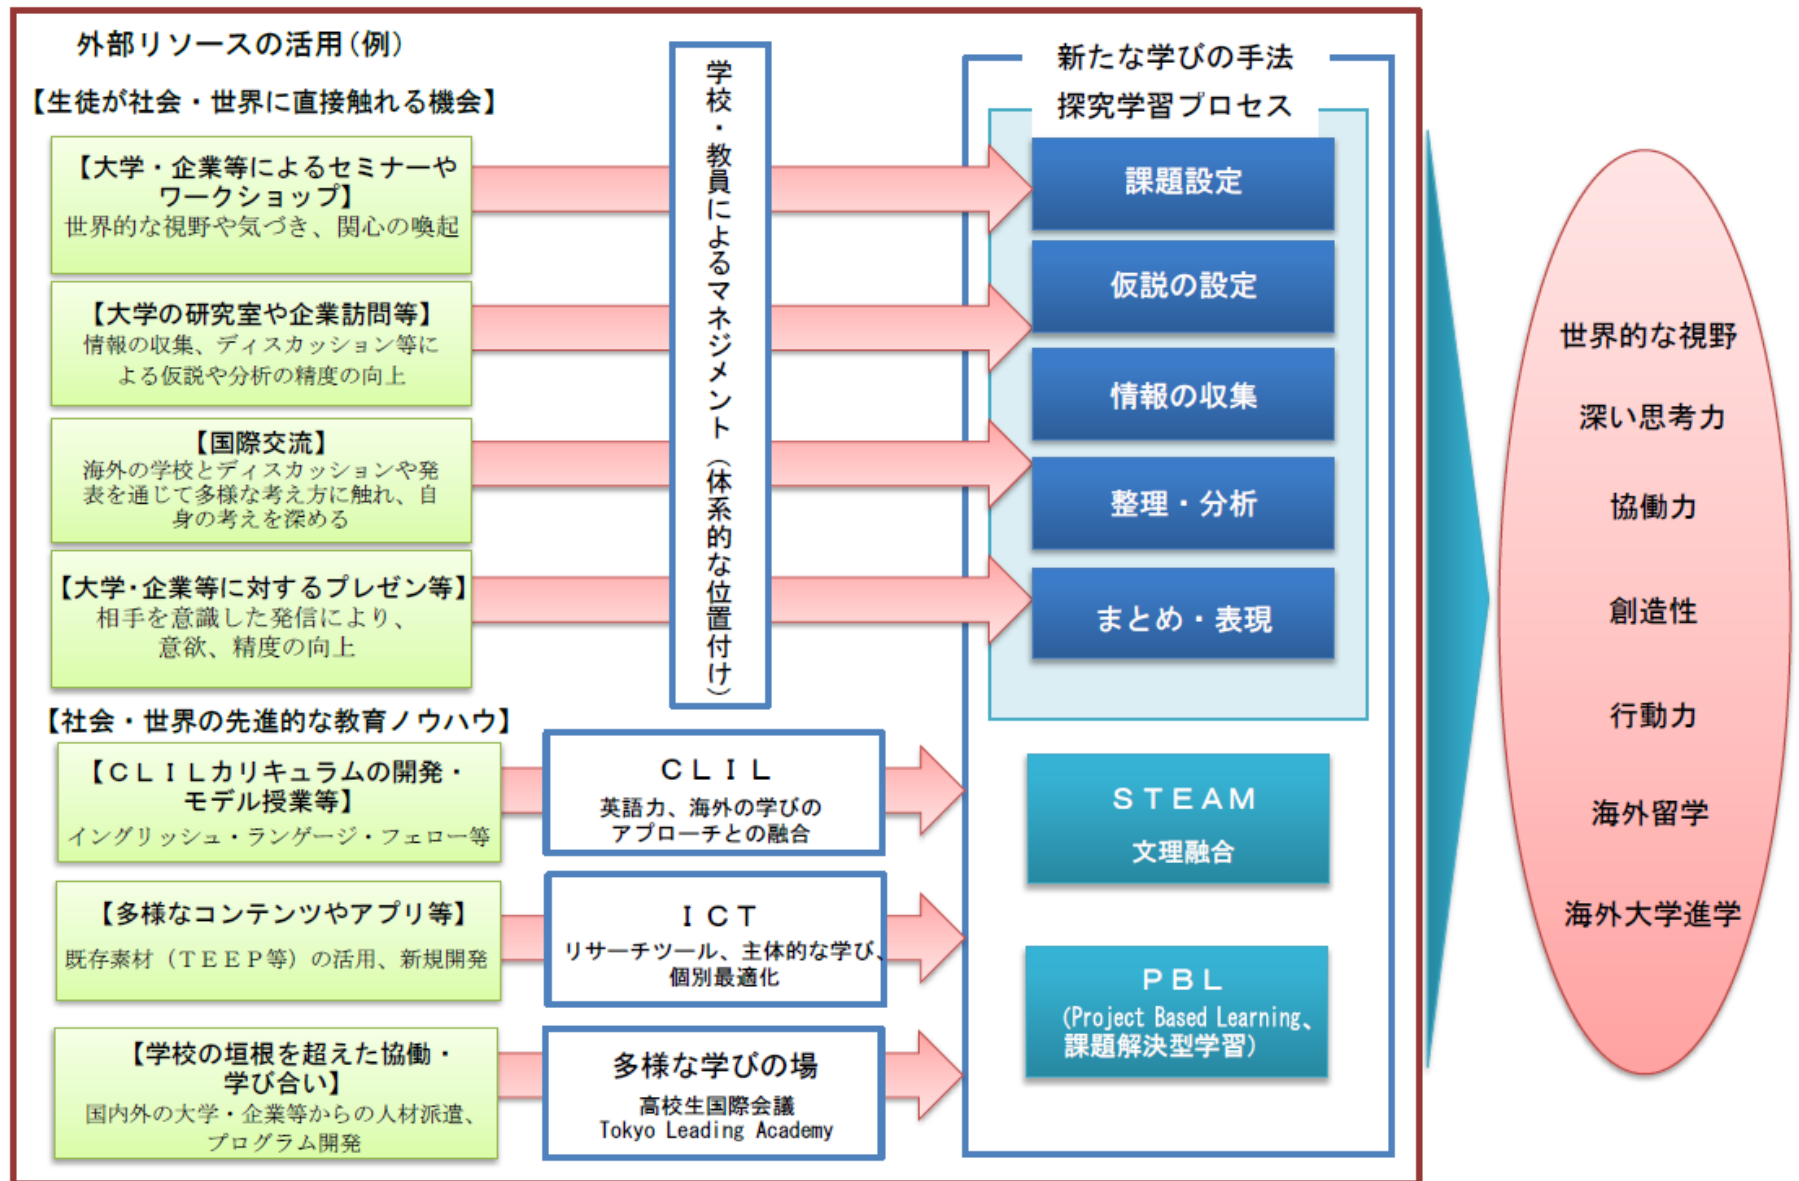 外部リソースの活用（例）
【生徒が社会・世界に直接触れる機会】
【大学・企業等によるセミナーや
ワークショップ】
世界的な視野や気づき、関心の喚起
【大学の研究室や企業訪問等】
情報の収集、ディスカッション等に
よる仮説や分析の精度の向上
【国際交流】
海外の学校とディスカッションや発
表を通じて多様な考え方に触れ、自
身の考えを深める
【大学・企業等に対するプレゼン等】
相手を意識した発信により、
意欲、精度の向上
学校・教員によるマネジメント（体系的な位置付け）
新たな学びの手法
探究学習プロセス
課題設定
仮説の設定
情報の収集
整理・分析
まとめ・表現
【社会・世界の先進的な教育ノウハウ】
【ＣＬＩＬカリキュラムの開発・
モデル授業等】
イングリッシュ・ランゲージ・フェロー等
ＣＬＩＬ
英語力、海外の学びの
アプローチとの融合
【多様なコンテンツやアプリ等】
既存素材（ＴＥＥＰ等）の活用、新規開発
ＩＣＴ
リサーチツール、主体的な学び、
個別最適化
【学校の垣根を超えた協働・
学び合い】
国内外の大学・企業等からの人材派遣、
プログラム開発
多様な学びの場
高校生国際会議
Tokyo Leading Academy
ＳＴＥＡＭ
文理融合
ＰＢＬ
(Project Based Learning、
課題解決型学習)
世界的な視野
深い思考力
協働力
創造性
行動力
海外留学
海外大学進学